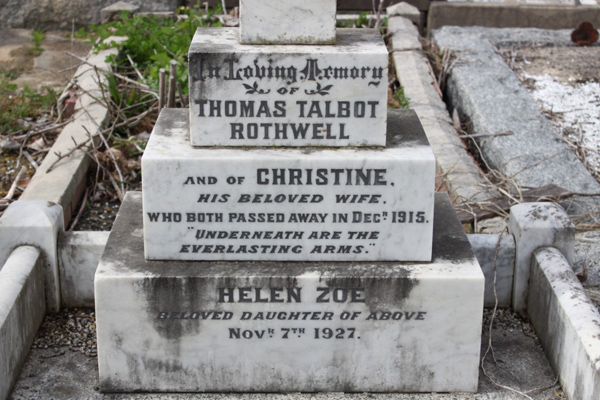 In Loving Memory
OF
THOMAS TALBOT
ROTHWELL
AND OF CHRISTINE,
HIS BELOVED WIFE.
WHO BOTH PASSED AWAY IN DECR. 1915.
"UNDERNEATH ARE THE
EVERLASTING ARMS."
HELEN ZOE
BELOVED DAUGHTER OF ABOVE
NOVR. 7TH. 1927.